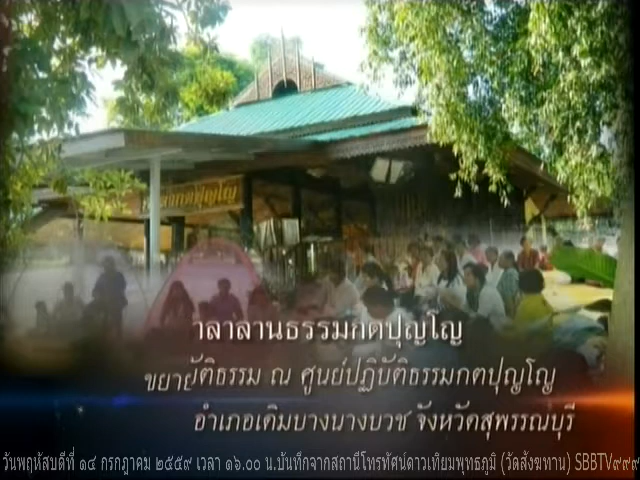 ลากตปุญโญ
าลาลานธรรมกตปุญโญ
ขยาย ัติธรรม ณ ศูนย์ปฏิบัติธรรมกตปุญโญ
อำเภอเดิมบางนางบวช จังหวัดสุพรรณบุรี
วันพฤหัสบดีที่ ๑๔ กรกฎาคม ๒๕๕๙ เวลา ๑๖.๐๐ น.บันทึกจากสถานีโทรทัศน์ดาวเทียมพุทธภูมิ (วัดสังฆทาน) SBBTV๙๙๙